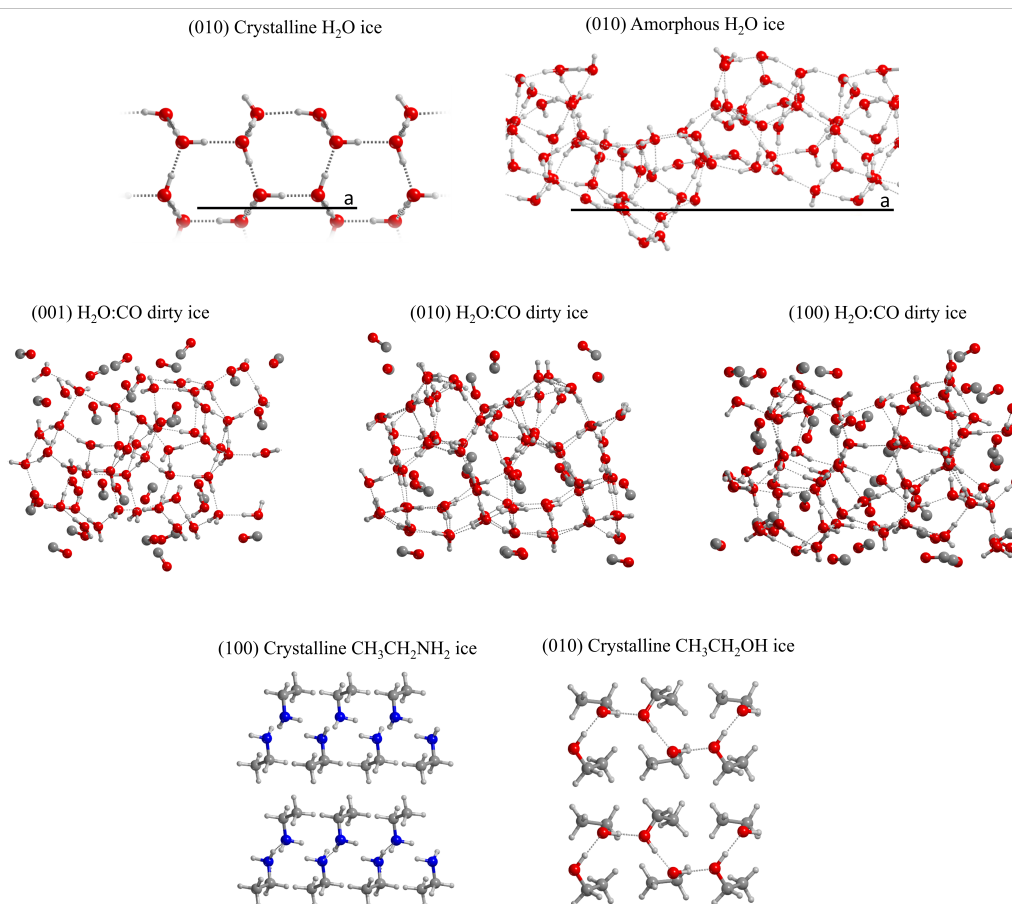 (010) Crystalline H₂O ice
(010) Amorphous H₂O ice
a
a
(001) H₂O:CO dirty ice
(010) H₂O:CO dirty ice
(100) H₂O:CO dirty ice
(100) Crystalline CH₃CH₂NH₂ ice
(010) Crystalline CH₃CH₂OH ice